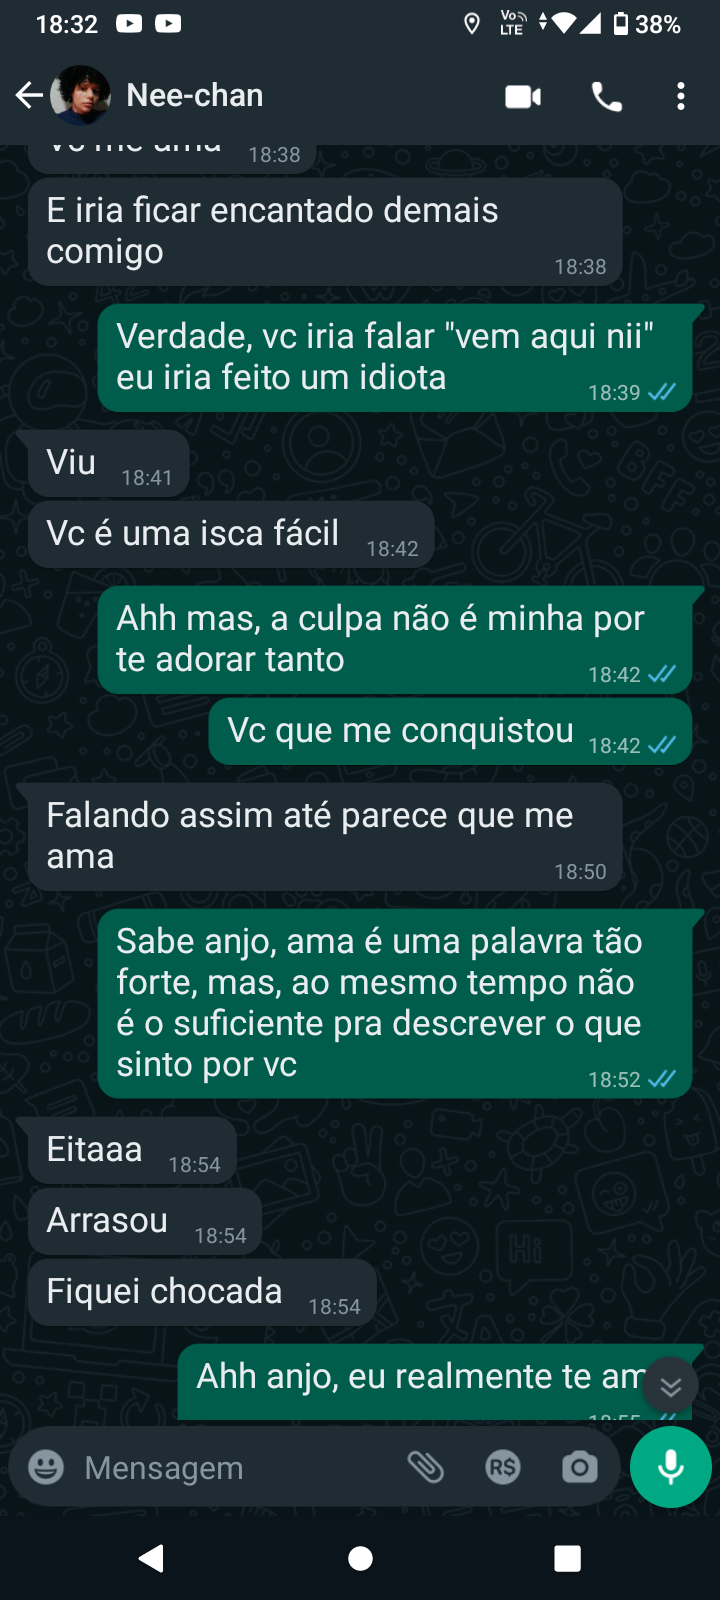 18:32
Vo))
LTE
38%
Nee-chan
Vc me ama 18:38
E iria ficar encantado demais
comigo
18:38
Verdade, vc iria falar "vem aqui nii"
eu iria feito um idiota
18:39
Viu 18:41
Vc é uma isca fácil 18:42
Ahh mas, a culpa não é minha por
te adorar tanto
18:42
Vc que me conquistou 18:42
Falando assim até parece que me
ama
18:50
Sabe anjo, ama é uma palavra tão
forte, mas, ao mesmo tempo não
é o suficiente pra descrever o que
sinto por vc
18:52
Eitaaa 18:54
Arrasou 18:54
Fiquei chocada 18:54
Ahh anjo, eu realmente te am
18:55
Mensagem
R$